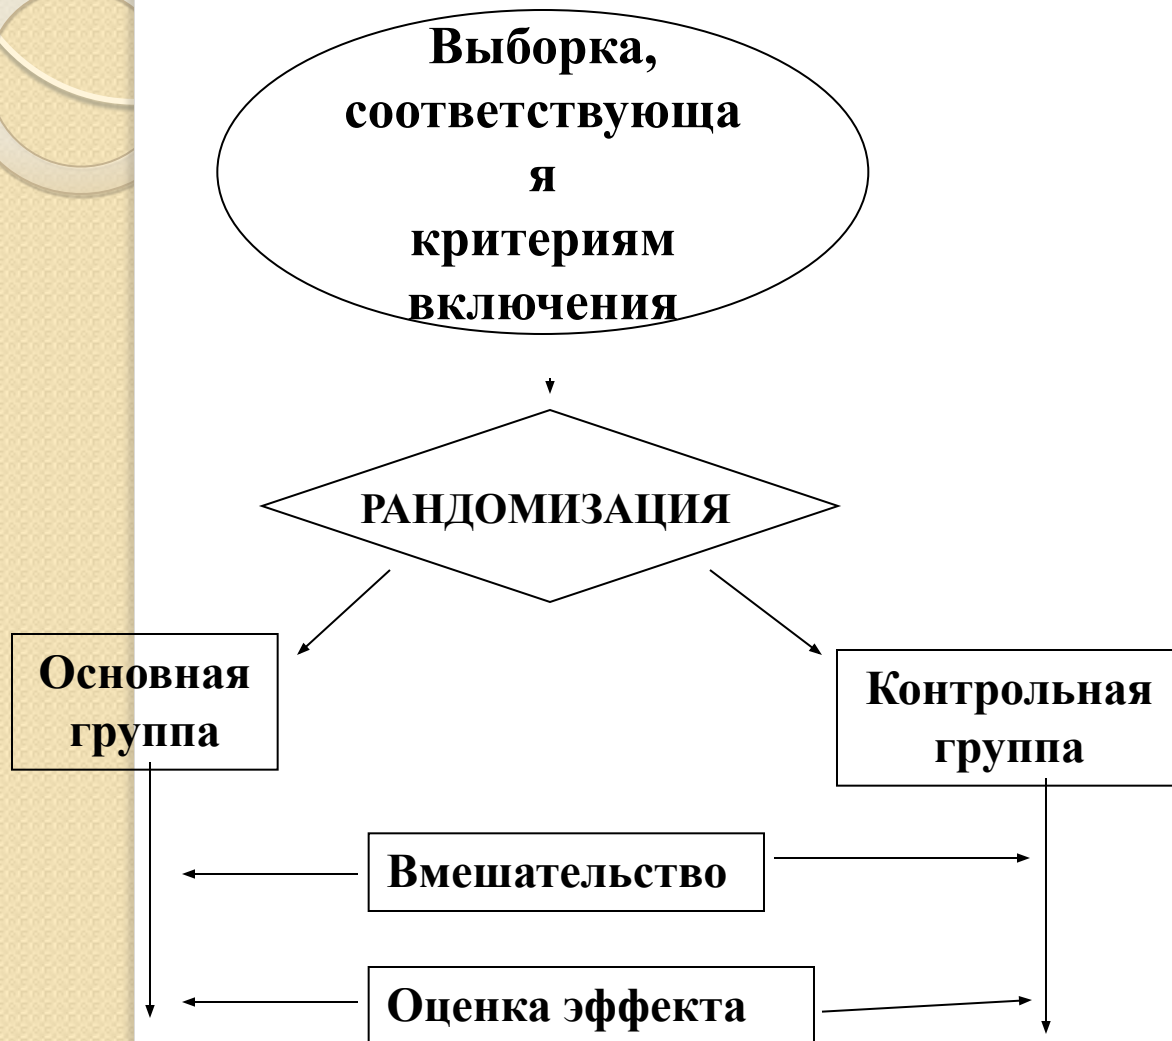 Выборка,
соответствующа
я
критериям
включения
РАНДОМИЗАЦИЯ
Основная
группа
Контрольная
группа
Вмешательство
Оценка эффекта